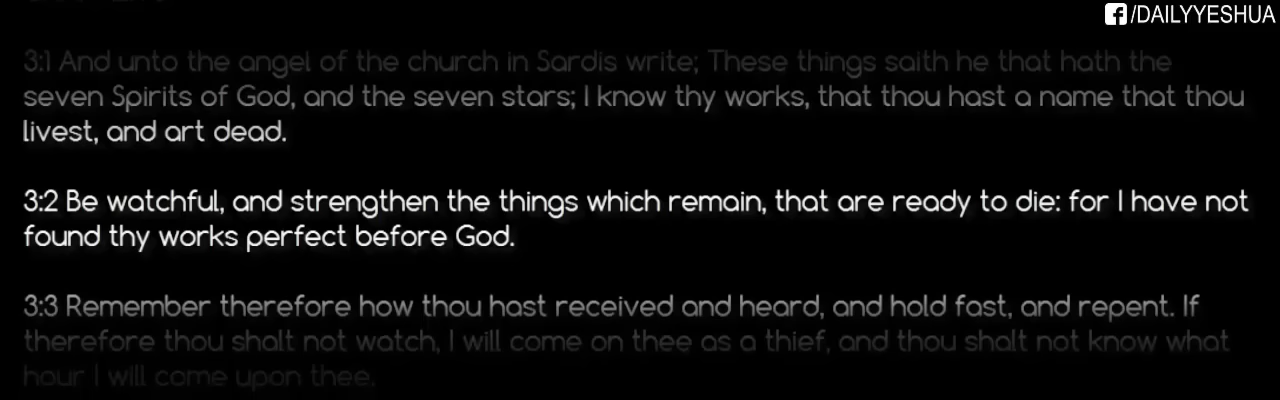 /DAILYYESHUA
3:1 And unto the angel of the church in Sardis write; These things saith he that hath the
seven Spirits of God, and the seven stars; I know thy works, that thou hast a name that thou
livest, and art dead.
3:2 Be watchful, and strengthen the things which remain, that are ready to die: for I have not
found thy works perfect before God.
3:3 Remember therefore how thou hast received and heard, and hold fast, and repent. If
therefore thou shalt not watch, I will come on thee as a thief, and thou shalt not know what
hour I will come upon thee.